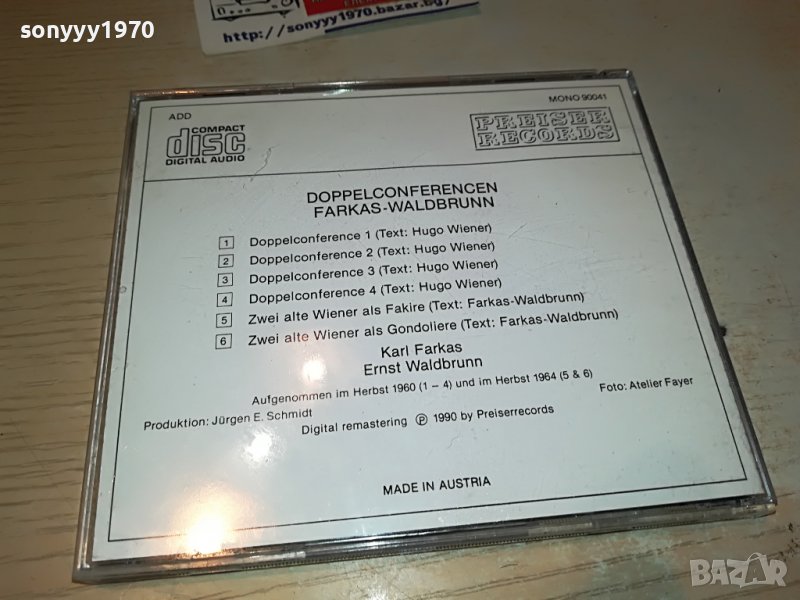 sonyyy1970
http://sonyyy1970.bazar.bg/
ADD
COMPACT
disc
DIGITAL AUDIO
MONO 90041
PREISER
RECORDS
DOPPELCONFERENCEN
FARKAS-WALDBRUNN
1 Doppelconference 1 (Text: Hugo Wiener)
2 Doppelconference 2 (Text: Hugo Wiener)
3 Doppelconference 3 (Text: Hugo Wiener)
4 Doppelconference 4 (Text: Hugo Wiener)
5 Zwei alte Wiener als Fakire (Text: Farkas-Waldbrunn)
6 Zwei alte Wiener als Gondoliere (Text: Farkas-Waldbrunn)
Karl Farkas
Ernst Waldbrunn
Aufgenommen im Herbst 1960 (1 – 4) und im Herbst 1964 (5 & 6)
Produktion: Jürgen E. Schmidt
Foto: Atelier Fayer
Digital remastering ℗ 1990 by Preiserrecords
MADE IN AUSTRIA
BAZAR